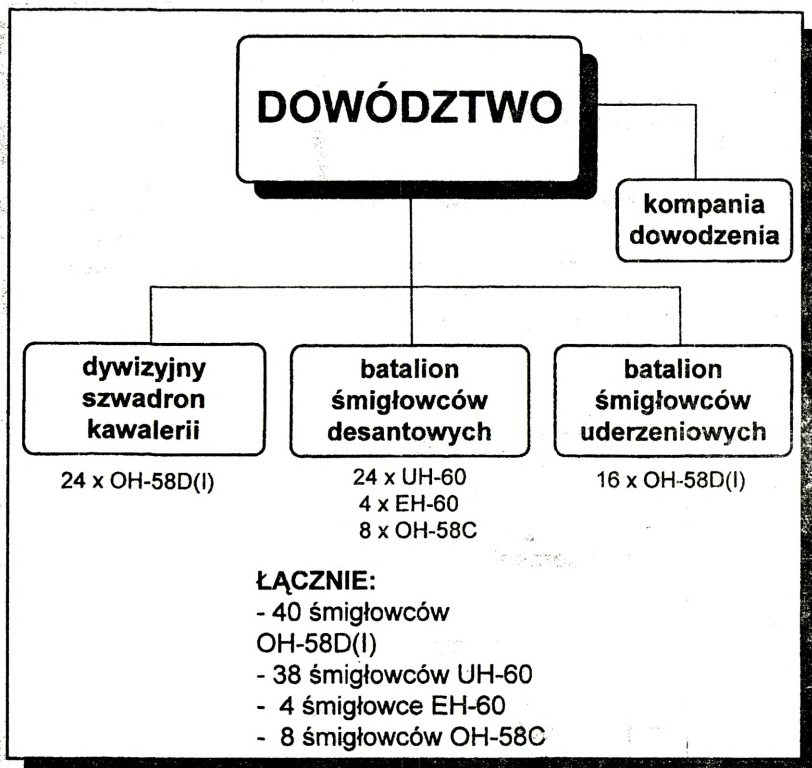 DOWÓDZTWO
kompania
dowodzenia
dywizyjny
szwadron
kawalerii
24 x OH-58D(I)
batalion
śmigłowców
desantowych
24 x UH-60
4 x EH-60
8 x OH-58C
batalion
śmigłowców
uderzeniowych
16 x OH-58D(I)
ŁĄCZNIE:
- 40 śmigłowców
OH-58D(I)
- 38 śmigłowców UH-60
- 4 śmigłowce EH-60
- 8 śmigłowców OH-58C